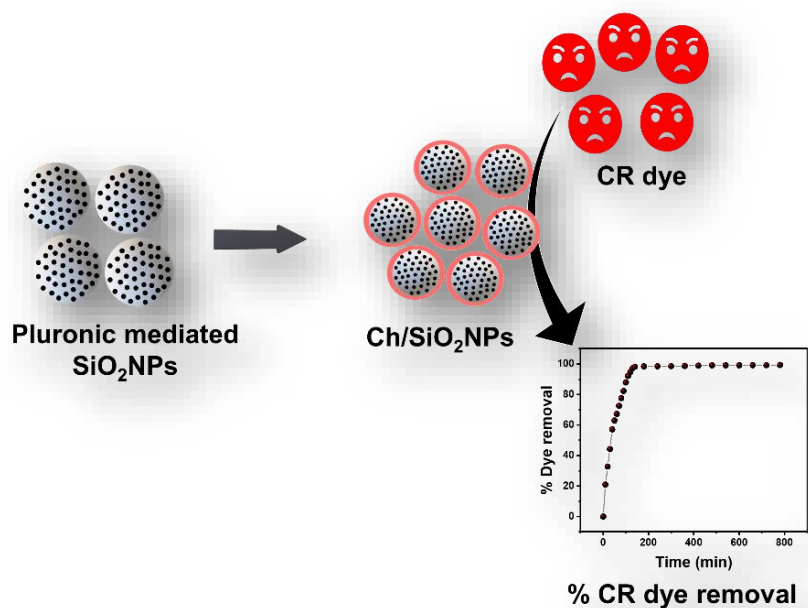 CR dye
Pluronic mediated
SiO₂NPs
Ch/SiO₂NPs
% Dye removal
100
80
60
40
20
0
0 200 400 600 800
Time (min)
% CR dye removal